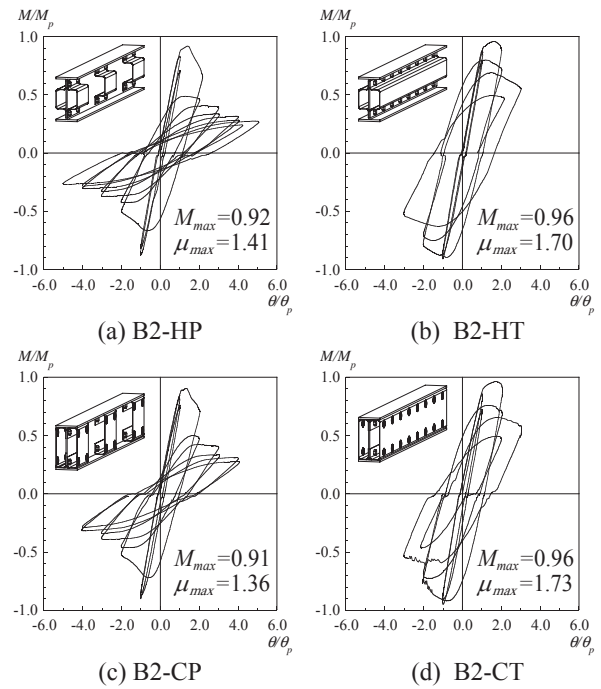 M/Mp
1.0
0.5
0.0
-0.5
-1.0
Mmax=0.92
μmax=1.41
-6.0 -4.0 -2.0 0.0 2.0 4.0 6.0
θ/θp
(a) B2-HP
M/Mp
1.0
0.5
0.0
-0.5
-1.0
Mmax=0.96
μmax=1.70
-6.0 -4.0 -2.0 0.0 2.0 4.0 6.0
θ/θp
(b) B2-HT
M/Mp
1.0
0.5
0.0
-0.5
-1.0
Mmax=0.91
μmax=1.36
-6.0 -4.0 -2.0 0.0 2.0 4.0 6.0
θ/θp
(c) B2-CP
M/Mp
1.0
0.5
0.0
-0.5
-1.0
Mmax=0.96
μmax=1.73
-6.0 -4.0 -2.0 0.0 2.0 4.0 6.0
θ/θp
(d) B2-CT